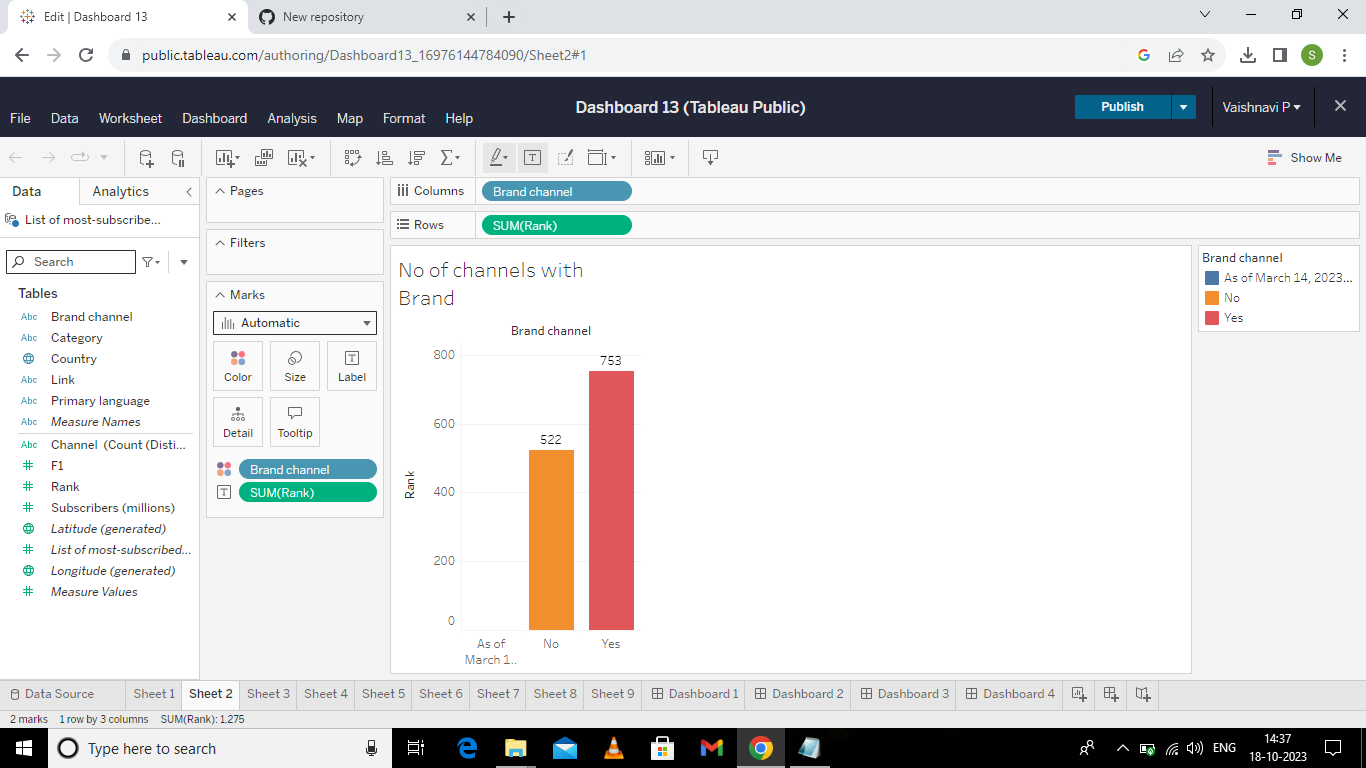 Edit | Dashboard 13
New repository
public.tableau.com/authoring/Dashboard13_16976144784090/Sheet2#1
S
Dashboard 13 (Tableau Public)
Publish
Vaishnavi P
File Data Worksheet Dashboard Analysis Map Format Help
Show Me
Data Analytics
List of most-subscribe...
Search
Tables
Abc Brand channel
Abc Category
Country
Abc Link
Abc Primary language
Abc Measure Names
Abc Channel (Count (Disti...
F1
Rank
Subscribers (millions)
Latitude (generated)
List of most-subscribed...
Longitude (generated)
Measure Values
Pages
Filters
Marks
Automatic
Color Size Label
Detail Tooltip
Brand channel
SUM(Rank)
Columns Brand channel
Rows SUM(Rank)
No of channels with
Brand
Brand channel
800
600
400
200
0
Rank
522
753
As of
March 1..
No
Yes
Brand channel
As of March 14, 2023...
No
Yes
Data Source Sheet 1 Sheet 2 Sheet 3 Sheet 4 Sheet 5 Sheet 6 Sheet 7 Sheet 8 Sheet 9 Dashboard 1 Dashboard 2 Dashboard 3 Dashboard 4
2 marks 1 row by 3 columns SUM(Rank): 1,275
Type here to search
ENG
14:37
18-10-2023